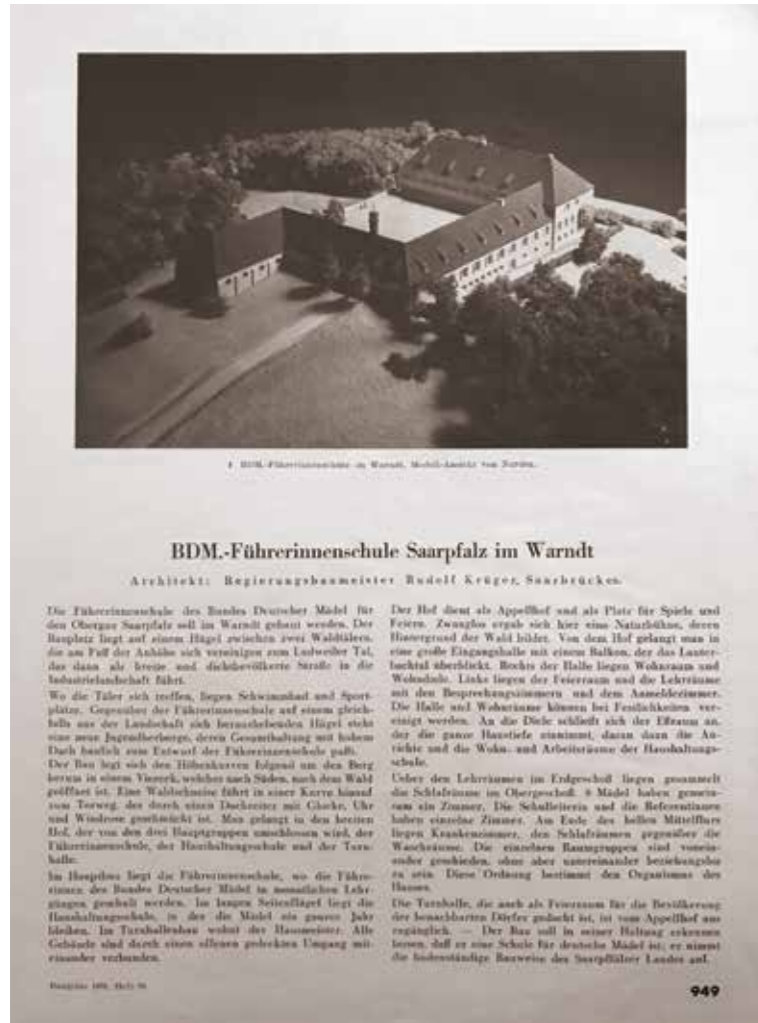 1 BDM.-Führerinnenschule im Warndt. Modell-Ansicht von Norden.
BDM.-Führerinnenschule Saarpfalz im Warndt
Architekt: Regierungsbaumeister Rudolf Krüger, Saarbrücken.
Die Führerinnenschule des Bundes Deutscher Mädel für
den Obergau Saarpfalz soll im Warndt gebaut werden. Der
Bauplatz liegt auf einem Hügel zwischen zwei Waldtälern,
die am Fuß der Anhöhe sich vereinigen zum Ludweiler Tal,
das dann als breite und dichtbevölkerte Straße in die
Industrielandschaft führt.
Wo die Täler sich treffen, liegen Schwimmbad und Sport-
plätze. Gegenüber der Führerinnenschule auf einem gleich-
falls aus der Landschaft sich heraushebenden Hügel steht
eine neue Jugendherberge, deren Gesamthaltung mit hohem
Dach baulich zum Entwurf der Führerinnenschule paßt.
Der Bau legt sich den Höhenkurven folgend um den Berg
herum in einem Viereck, welches nach Süden, nach dem Wald
geöffnet ist. Eine Waldschneise führt in einer Kurve hinauf
zum Torweg, der durch einen Dachreiter mit Glocke, Uhr
und Windrose geschmückt ist. Man gelangt in den breiten
Hof, der von den drei Hauptgruppen umschlossen wird, der
Führerinnenschule, der Haushaltungsschule und der Turn-
halle.
Im Hauptbau liegt die Führerinnenschule, wo die Führe-
rinnen des Bundes Deutscher Mädel in monatlichen Lehr-
gängen geschult werden. Im langen Seitenflügel liegt die
Haushaltungsschule, in der die Mädel ein ganzes Jahr
bleiben. Im Turnhallenbau wohnt der Hausmeister. Alle
Gebäude sind durch einen offenen gedeckten Umgang mit-
einander verbunden.
Der Hof dient als Appellhof und als Platz für Spiele und
Feiern. Zwanglos ergab sich hier eine Naturbühne, deren
Hintergrund der Wald bildet. Von dem Hof gelangt man in
eine große Eingangshalle mit einem Balkon, der das Lauter-
bachtal überblickt. Rechts der Halle liegen Wohnraum und
Wohndiele. Links liegen der Feierraum und die Lehrräume
mit den Besprechungszimmern und dem Anmeldezimmer.
Die Halle und Wohnräume können bei Festlichkeiten ver-
einigt werden. An die Diele schließt sich der Eßraum an,
der die ganze Haustiefe einnimmt, daran dann die An-
richte und die Wohn- und Arbeitsräume der Haushaltungs-
schule.
Ueber den Lehrräumen im Erdgeschoß liegen gesammelt
die Schlafräume im Obergeschoß. Mädel haben gemein-
sam ein Zimmer. Die Schulleiterin und die Referentinnen
haben einzelne Zimmer. Am Ende des hellen Mittelflurs
liegen Krankenzimmer, den Schlafräumen gegenüber die
Waschräume. Die einzelnen Raumgruppen sind vonein-
ander geschieden, ohne aber untereinander beziehungslos
zu sein. Diese Ordnung bestimmt den Organismus des
Hauses.
Die Turnhalle, die auch als Feierraum für die Bevölkerung
der benachbarten Dörfer gedacht ist, ist vom Appellhof aus
zugänglich. — Der Bau soll in seiner Haltung erkennen
lassen, daß er eine Schule für deutsche Mädel ist; er nimmt
die bodenständige Bauweise des Saarpfälzer Landes auf.
Heft
949